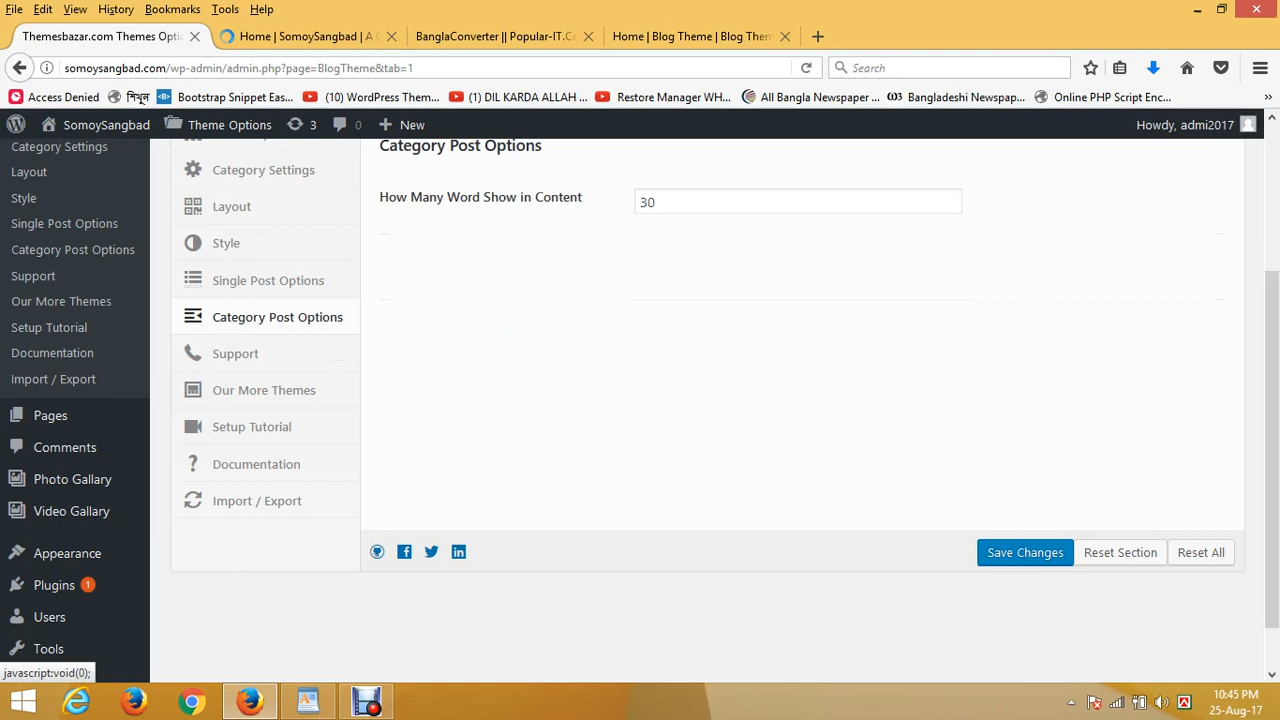 File Edit View History Bookmarks Tools Help
Themesbazar.com Themes Opti
Home | SomoySangbad | A C
BanglaConverter || Popular-IT.Co
Home | Blog Theme | Blog Them
somoysangbad.com/wp-admin/admin.php?page=BlogTheme&tab=1
Search
Access Denied
Bootstrap Snippet Eas...
(10) WordPress Them...
(1) DIL KARDA ALLAH ...
Restore Manager WH...
All Bangla Newspaper ...
Bangladeshi Newspap...
Online PHP Script Enc...
SomoySangbad
Theme Options
3
0
New
Howdy, admi2017
Category Settings
Layout
Style
Single Post Options
Category Post Options
Support
Our More Themes
Setup Tutorial
Documentation
Import / Export
Pages
Comments
Photo Gallary
Video Gallary
Appearance
Plugins 1
Users
Tools
javascript:void(0);
Category Settings
Layout
Style
Single Post Options
Category Post Options
Support
Our More Themes
Setup Tutorial
Documentation
Import / Export
Category Post Options
How Many Word Show in Content
30
Save Changes
Reset Section
Reset All
10:45 PM
25-Aug-17